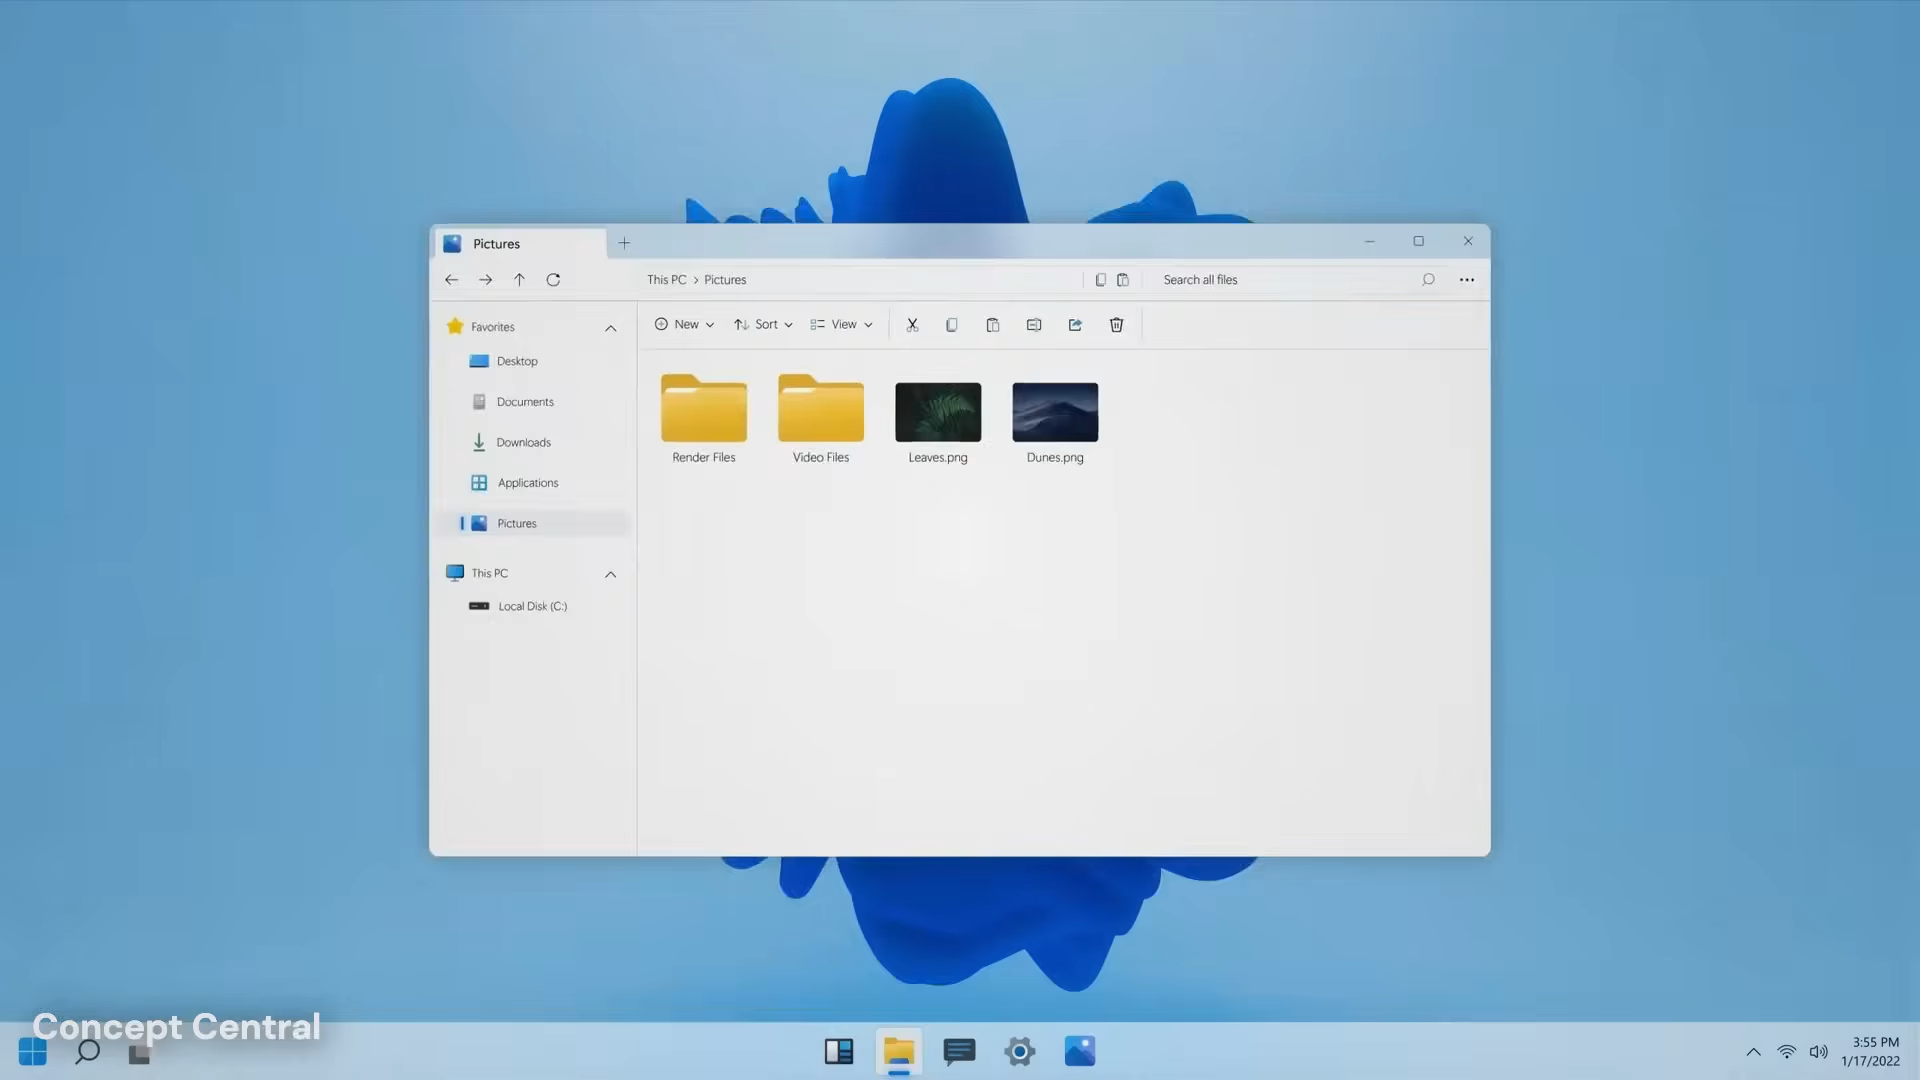 Pictures
This PC > Pictures
Search all files
Favorites
Desktop
Documents
Downloads
Applications
Pictures
This PC
Local Disk (C:)
New
Sort
View
Render Files
Video Files
Leaves.png
Dunes.png
Concept Central
3:55 PM
1/17/2022